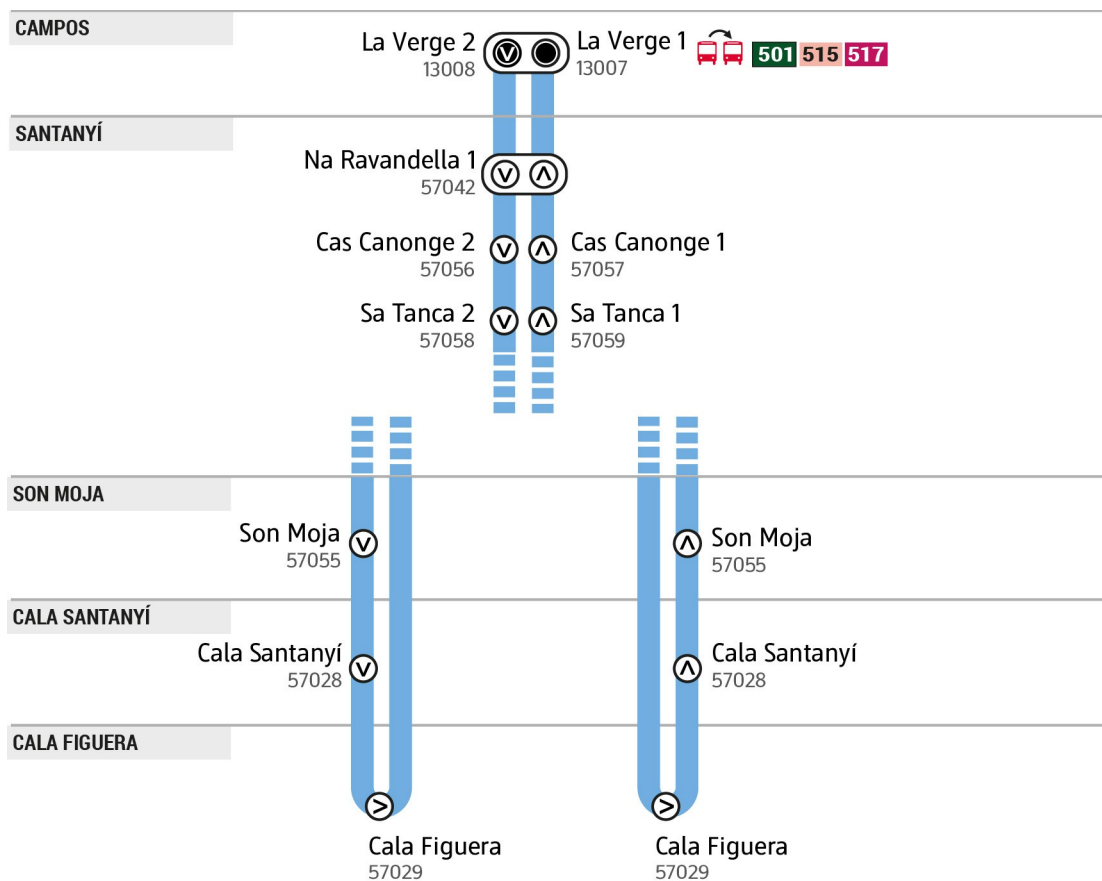 CAMPOS
La Verge 2
13008
La Verge 1
13007
501 515 517
SANTANYÍ
Na Ravandella 1
57042
Cas Canonge 2
57056
Cas Canonge 1
57057
Sa Tanca 2
57058
Sa Tanca 1
57059
SON MOJA
Son Moja
57055
Son Moja
57055
CALA SANTANYÍ
Cala Santanyí
57028
Cala Santanyí
57028
CALA FIGUERA
Cala Figuera
57029
Cala Figuera
57029